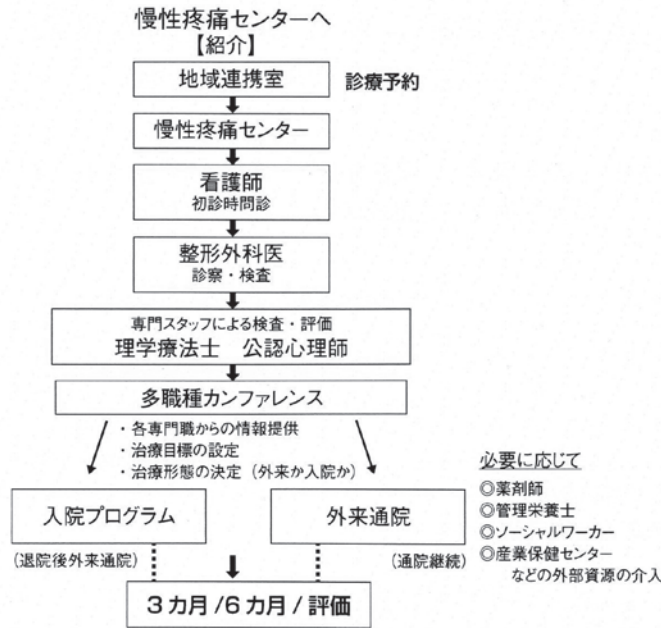 慢性疼痛センターへ
【紹介】
地域連携室
診療予約
慢性疼痛センター
看護師
初診時問診
整形外科医
診察・検査
専門スタッフによる検査・評価
理学療法士 公認心理師
多職種カンファレンス
・各専門職からの情報提供
・治療目標の設定
・治療形態の決定（外来か入院か）
入院プログラム
(退院後外来通院)
外来通院
(通院継続)
必要に応じて
◎薬剤師
◎管理栄養士
◎ソーシャルワーカー
◎産業保健センター
などの外部資源の介入
3カ月/6カ月/評価